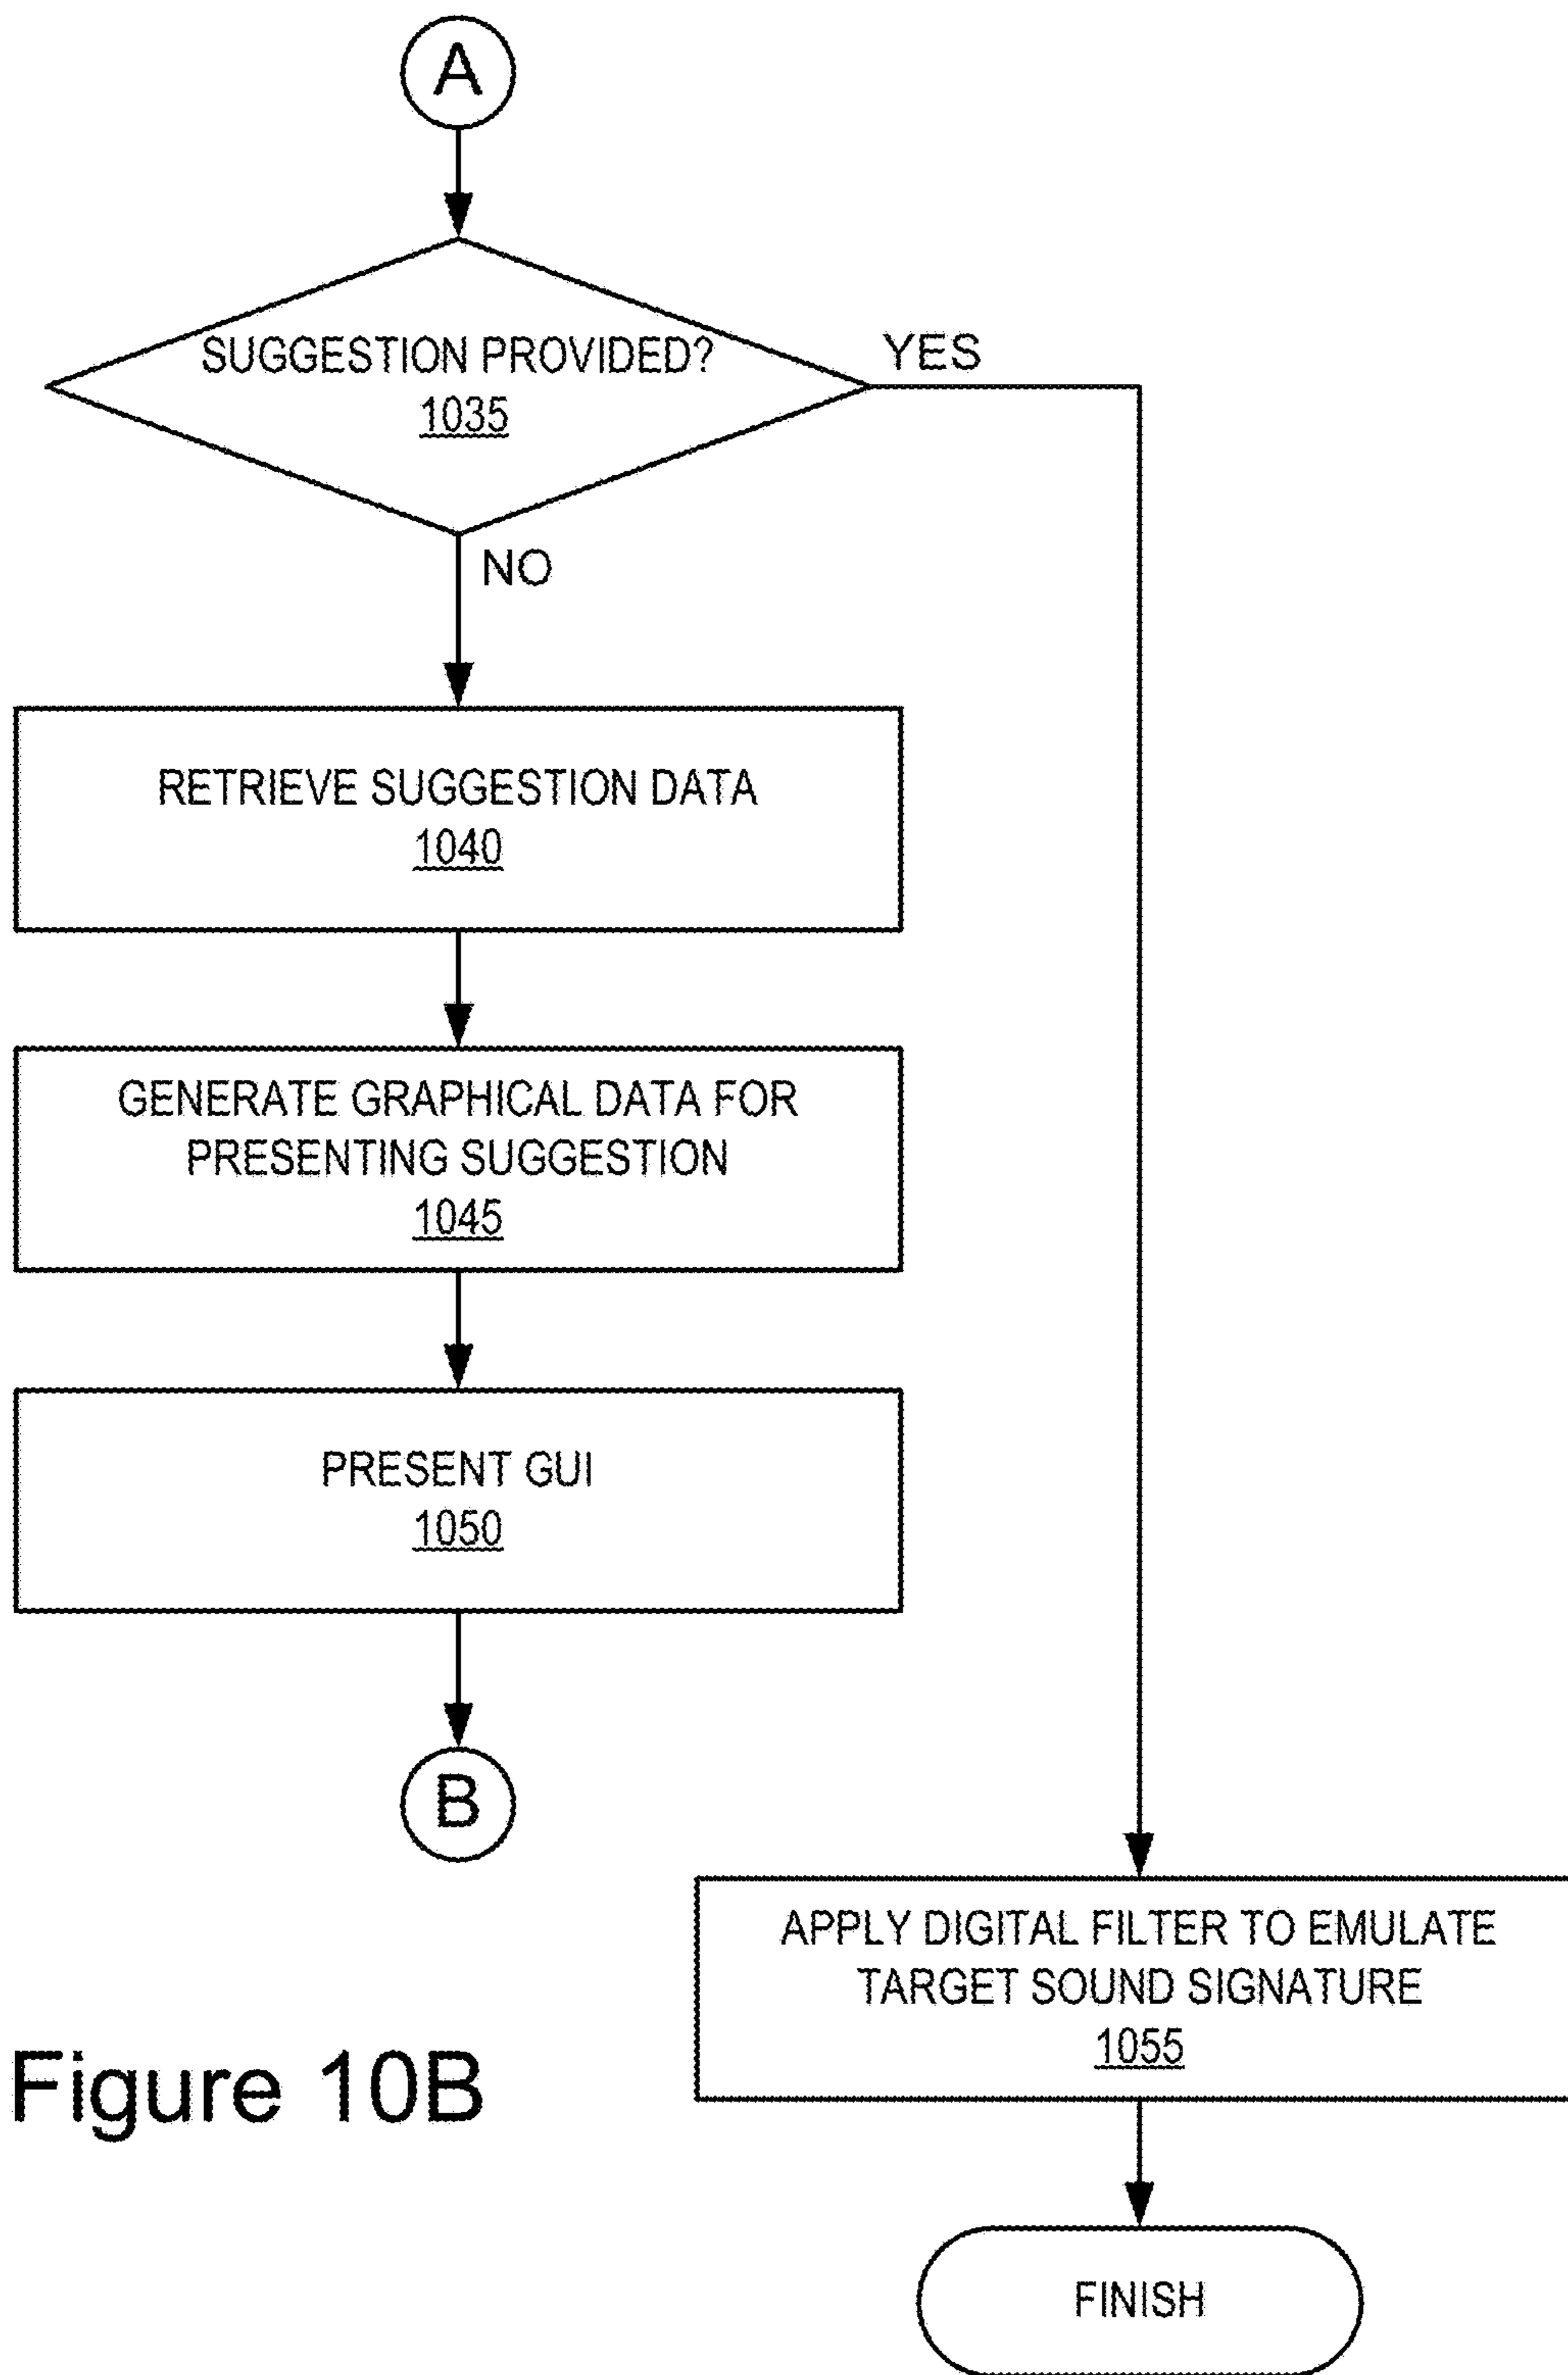 A
SUGGESTION PROVIDED?
1035
YES
NO
RETRIEVE SUGGESTION DATA
1040
GENERATE GRAPHICAL DATA FOR
PRESENTING SUGGESTION
1045
PRESENT GUI
1050
B
APPLY DIGITAL FILTER TO EMULATE
TARGET SOUND SIGNATURE
1055
Figure 10B
FINISH